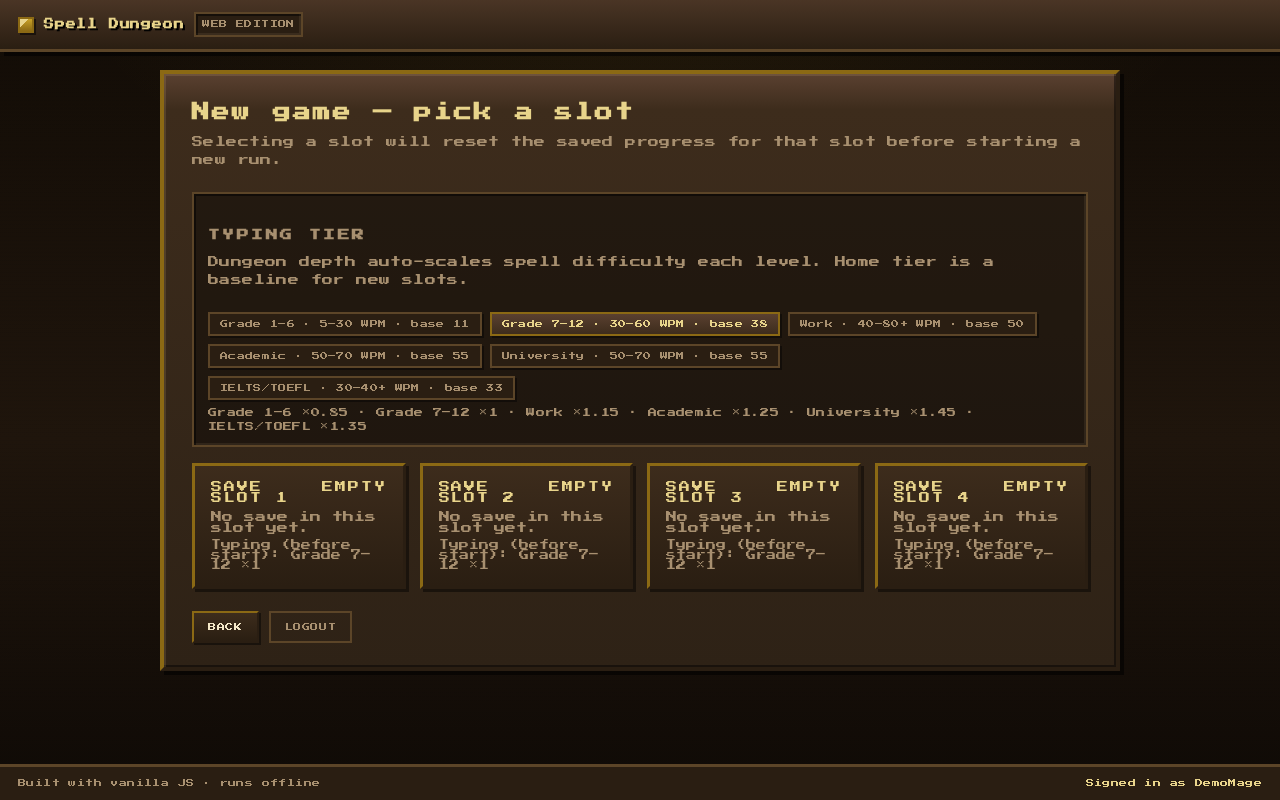 Spell Dungeon WEB EDITION
New game — pick a slot
Selecting a slot will reset the saved progress for that slot before starting a
new run.
TYPING TIER
Dungeon depth auto-scales spell difficulty each level. Home tier is a
baseline for new slots.
Grade 1-6 · 5-30 WPM · base 11
Grade 7-12 · 30-60 WPM · base 38
Work · 40-80+ WPM · base 50
Academic · 50-70 WPM · base 55
University · 50-70 WPM · base 55
IELTS/TOEFL · 30-40+ WPM · base 33
Grade 1-6 ×0.85 · Grade 7-12 ×1 · Work ×1.15 · Academic ×1.25 · University ×1.45 ·
IELTS/TOEFL ×1.35
SAVE EMPTY
SLOT 1
No save in this
slot yet.
Typing (before
start): Grade 7-
12 ×1
SAVE EMPTY
SLOT 2
No save in this
slot yet.
Typing (before
start): Grade 7-
12 ×1
SAVE EMPTY
SLOT 3
No save in this
slot yet.
Typing (before
start): Grade 7-
12 ×1
SAVE EMPTY
SLOT 4
No save in this
slot yet.
Typing (before
start): Grade 7-
12 ×1
BACK
LOGOUT
Built with vanilla JS · runs offline
Signed in as DemoMage